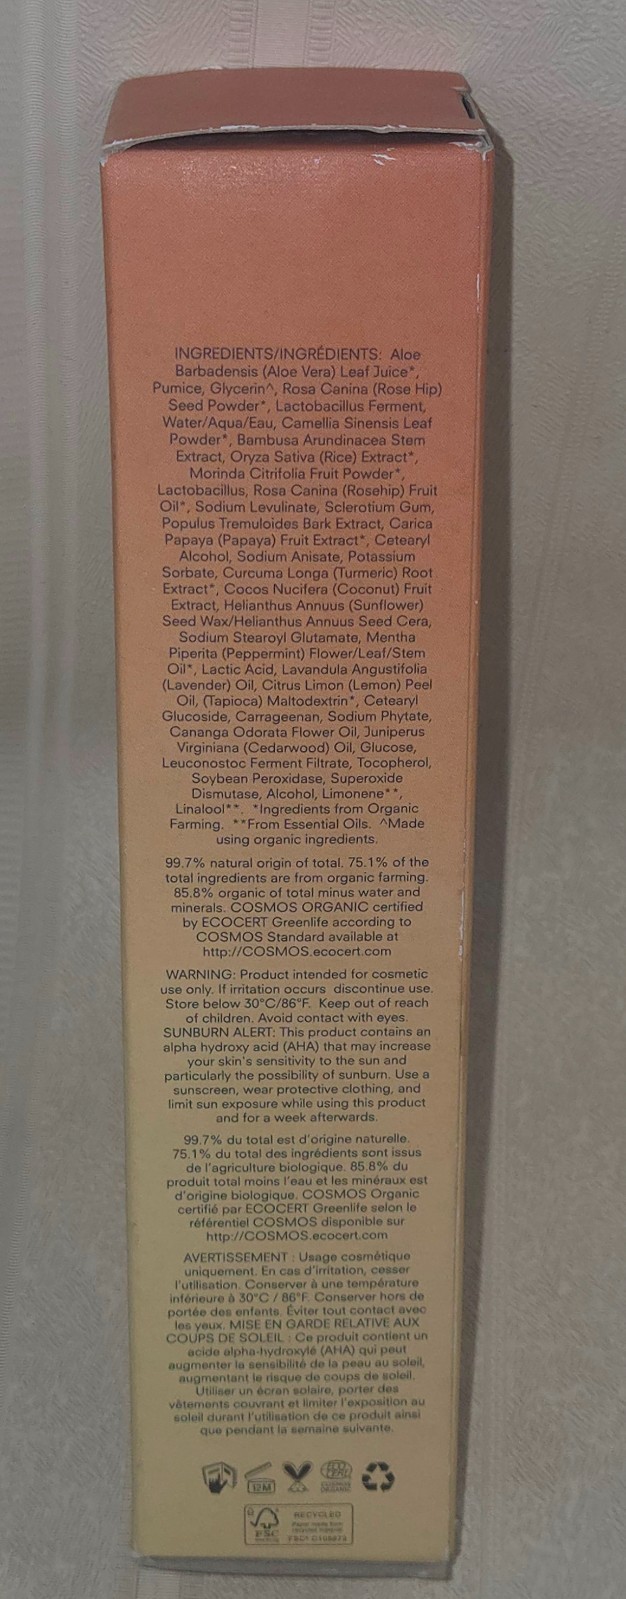 INGREDIENTS/INGRÉDIENTS: Aloe
Barbadensis (Aloe Vera) Leaf Juice*,
Pumice, Glycerin^, Rosa Canina (Rose Hip)
Seed Powder*, Lactobacillus Ferment,
Water/Aqua/Eau, Camellia Sinensis Leaf
Powder*, Bambusa Arundinacea Stem
Extract, Oryza Sativa (Rice) Extract*,
Morinda Citrifolia Fruit Powder*,
Lactobacillus, Rosa Canina (Rosehip) Fruit
Oil*, Sodium Levulinate, Sclerotium Gum,
Populus Tremuloides Bark Extract, Carica
Papaya (Papaya) Fruit Extract*, Cetearyl
Alcohol, Sodium Anisate, Potassium
Sorbate, Curcuma Longa (Turmeric) Root
Extract*, Cocos Nucifera (Coconut) Fruit
Extract, Helianthus Annuus (Sunflower)
Seed Wax/Helianthus Annuus Seed Cera,
Sodium Stearoyl Glutamate, Mentha
Piperita (Peppermint) Flower/Leaf/Stem
Oil*, Lactic Acid, Lavandula Angustifolia
(Lavender) Oil, Citrus Limon (Lemon) Peel
Oil, (Tapioca) Maltodextrin*, Cetearyl
Glucoside, Carrageenan, Sodium Phytate,
Cananga Odorata Flower Oil, Juniperus
Virginiana (Cedarwood) Oil, Glucose,
Leuconostoc Ferment Filtrate, Tocopherol,
Soybean Peroxidase, Superoxide
Dismutase, Alcohol, Limonene**,
Linalool**. *Ingredients from Organic
Farming. **From Essential Oils. ^Made
using organic ingredients.
99.7% natural origin of total. 75.1% of the
total ingredients are from organic farming.
85.8% organic of total minus water and
minerals. COSMOS ORGANIC certified
by ECOCERT Greenlife according to
COSMOS Standard available at
http://COSMOS.ecocert.com
WARNING: Product intended for cosmetic
use only. If irritation occurs discontinue use.
Store below 30°C/86°F. Keep out of reach
of children. Avoid contact with eyes.
SUNBURN ALERT: This product contains an
alpha hydroxy acid (AHA) that may increase
your skin's sensitivity to the sun and
particularly the possibility of sunburn. Use a
sunscreen, wear protective clothing, and
limit sun exposure while using this product
and for a week afterwards.
99.7% du total est d'origine naturelle.
75.1% du total des ingrédients sont issus
de l'agriculture biologique. 85.8% du
produit total moins l'eau et les minéraux est
d'origine biologique. COSMOS Organic
certifié par ECOCERT Greenlife selon le
référentiel COSMOS disponible sur
http://COSMOS.ecocert.com
AVERTISSEMENT : Usage cosmétique
uniquement. En cas d'irritation, cesser
l'utilisation. Conserver à une température
inférieure à 30°C / 86°F. Conserver hors de
portée des enfants. Éviter tout contact avec
les yeux. MISE EN GARDE RELATIVE AUX
COUPS DE SOLEIL : Ce produit contient un
acide alpha-hydroxylé (AHA) qui peut
augmenter la sensibilité de la peau au soleil,
augmentant le risque de coups de soleil.
Utiliser un écran solaire, porter des
vêtements couvrant et limiter l'exposition au
soleil durant l'utilisation de ce produit ainsi
que pendant la semaine suivante.
12M
ECO
CERT
COSMOS
ORGANIC
FSC
RECYCLED